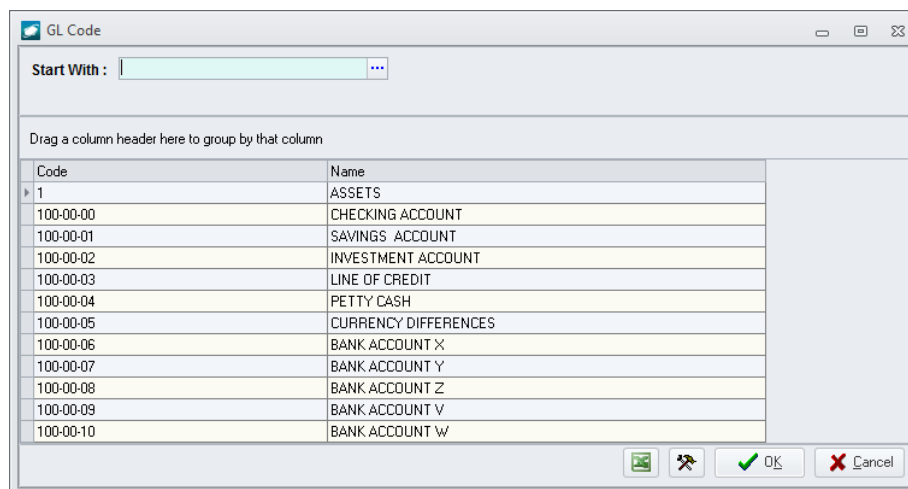 GL Code
Start With :
Drag a column header here to group by that column
Code Name
1 ASSETS
100-00-00 CHECKING ACCOUNT
100-00-01 SAVINGS  ACCOUNT
100-00-02 INVESTMENT ACCOUNT
100-00-03 LINE OF CREDIT
100-00-04 PETTY CASH
100-00-05 CURRENCY DIFFERENCES
100-00-06 BANK ACCOUNT X
100-00-07 BANK ACCOUNT Y
100-00-08 BANK ACCOUNT Z
100-00-09 BANK ACCOUNT V
100-00-10 BANK ACCOUNT W
OK Cancel